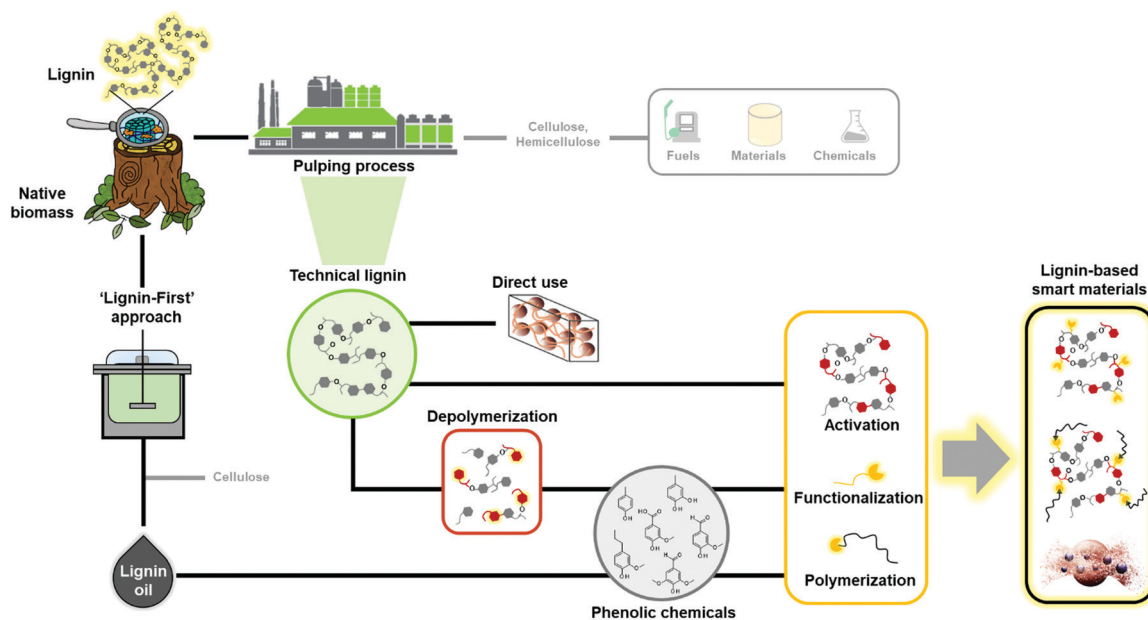 Lignin
Native
biomass
Pulping process
Cellulose,
Hemicellulose
Fuels
Materials
Chemicals
'Lignin-First'
approach
Technical lignin
Direct use
Lignin-based
smart materials
Depolymerization
Activation
Functionalization
Polymerization
Cellulose
Lignin
oil
Phenolic chemicals